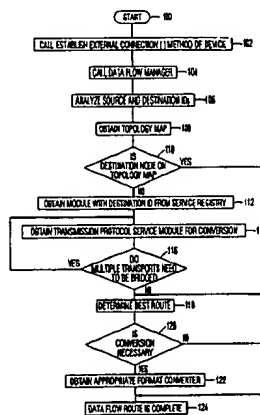 START
100
CALL ESTABLISH EXTERNAL CONNECTION ( ) METHOD OF DEVICE
102
CALL DATA FLOW MANAGER
104
ANALYZE SOURCE AND DESTINATION IDs
106
OBTAIN TOPOLOGY MAP
108
110
IS
DESTINATION NODE ON
TOPOLOGY MAP
YES
NO
OBTAIN MODULE WITH DESTINATION ID FROM SERVICE REGISTRY
112
OBTAIN TRANSMISSION PROTOCOL SERVICE MODULE FOR CONVERSION
116
DO
MULTIPLE TRANSPORTS NEED
TO BE BRIDGED
YES
NO
DETERMINE BEST ROUTE
118
120
IS
CONVERSION
NECESSARY
NO
YES
OBTAIN APPROPRIATE FORMAT CONVERTER
122
DATA FLOW ROUTE IS COMPLETE
124